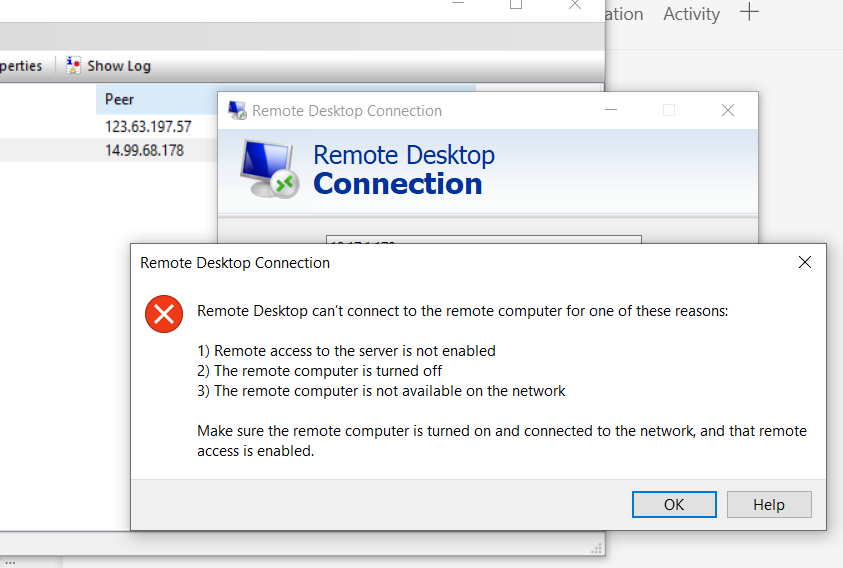 ation Activity
perties Show Log
Peer
123.63.197.57
14.99.68.178
Remote Desktop Connection
Remote Desktop
Connection
Remote Desktop Connection
Remote Desktop can't connect to the remote computer for one of these reasons:
1) Remote access to the server is not enabled
2) The remote computer is turned off
3) The remote computer is not available on the network
Make sure the remote computer is turned on and connected to the network, and that remote
access is enabled.
OK Help
...